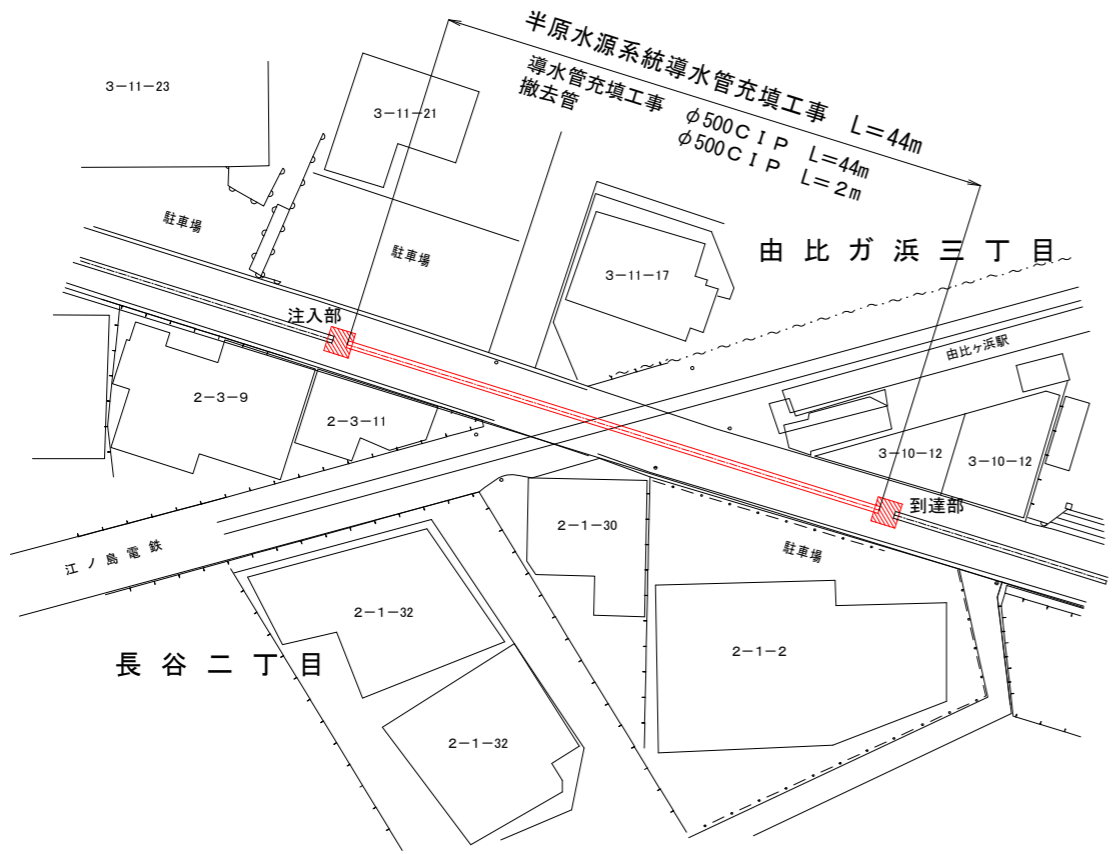 半原水源系統導水管充填工事 L=44m
導水管充填工事 φ500CIP L=44m
撤去管 φ500CIP L=2m
3-11-23
3-11-21
駐車場
駐車場
3-11-17
由比ガ浜三丁目
注入部
由比ヶ浜駅
2-3-9
2-3-11
3-10-12
3-10-12
到達部
江ノ島電鉄
2-1-30
駐車場
2-1-32
2-1-2
長谷二丁目
2-1-32